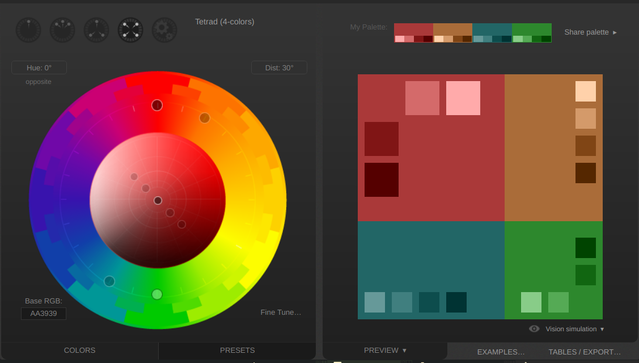 Tetrad (4-colors)
My Palette:
Share palette ▸
Hue: 0°
opposite
Dist: 30°
Base RGB:
AA3939
Fine Tune...
Vision simulation ▾
COLORS
PRESETS
PREVIEW ▾
EXAMPLES...
TABLES / EXPORT...